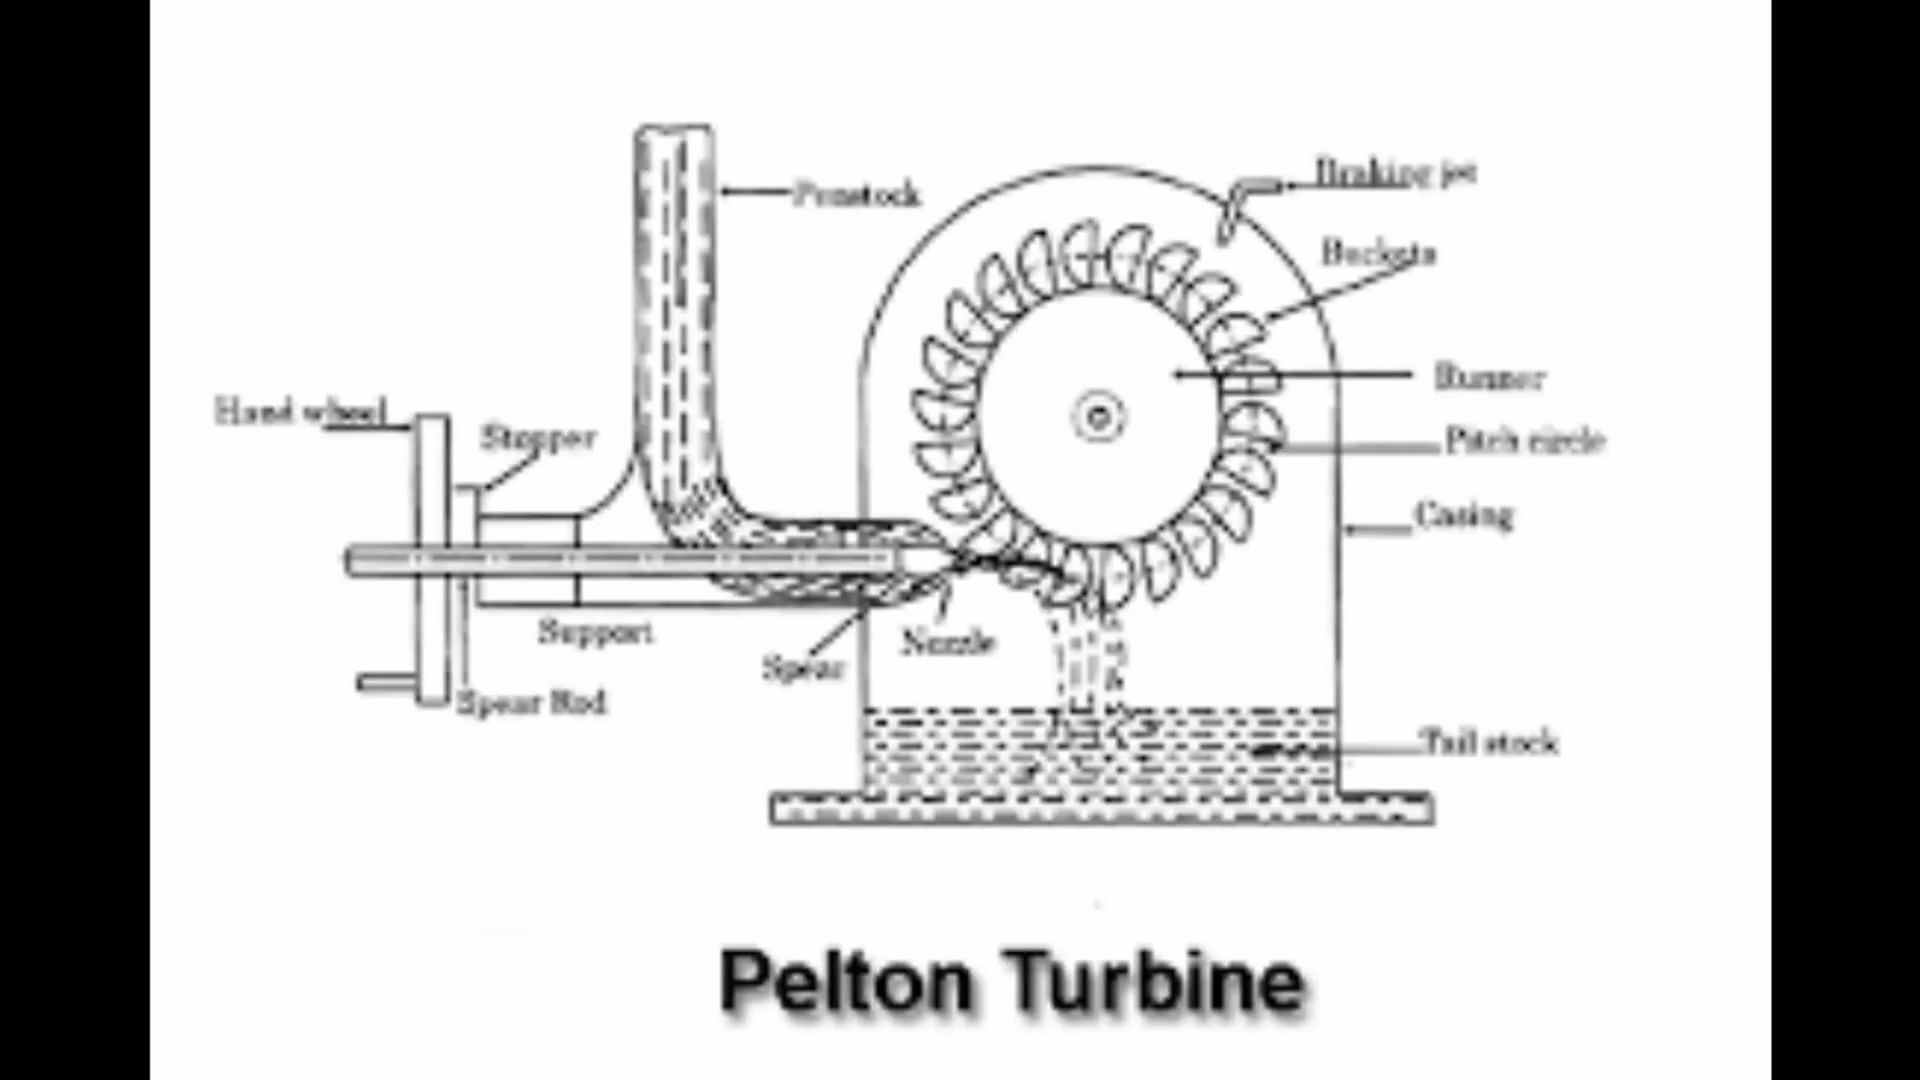 Penstock
Braking jet
Buckets
Runner
Hand wheel
Stopper
Pitch circle
Casing
Support
Nozzle
Spear
Spear Rod
Tail stock
Pelton Turbine